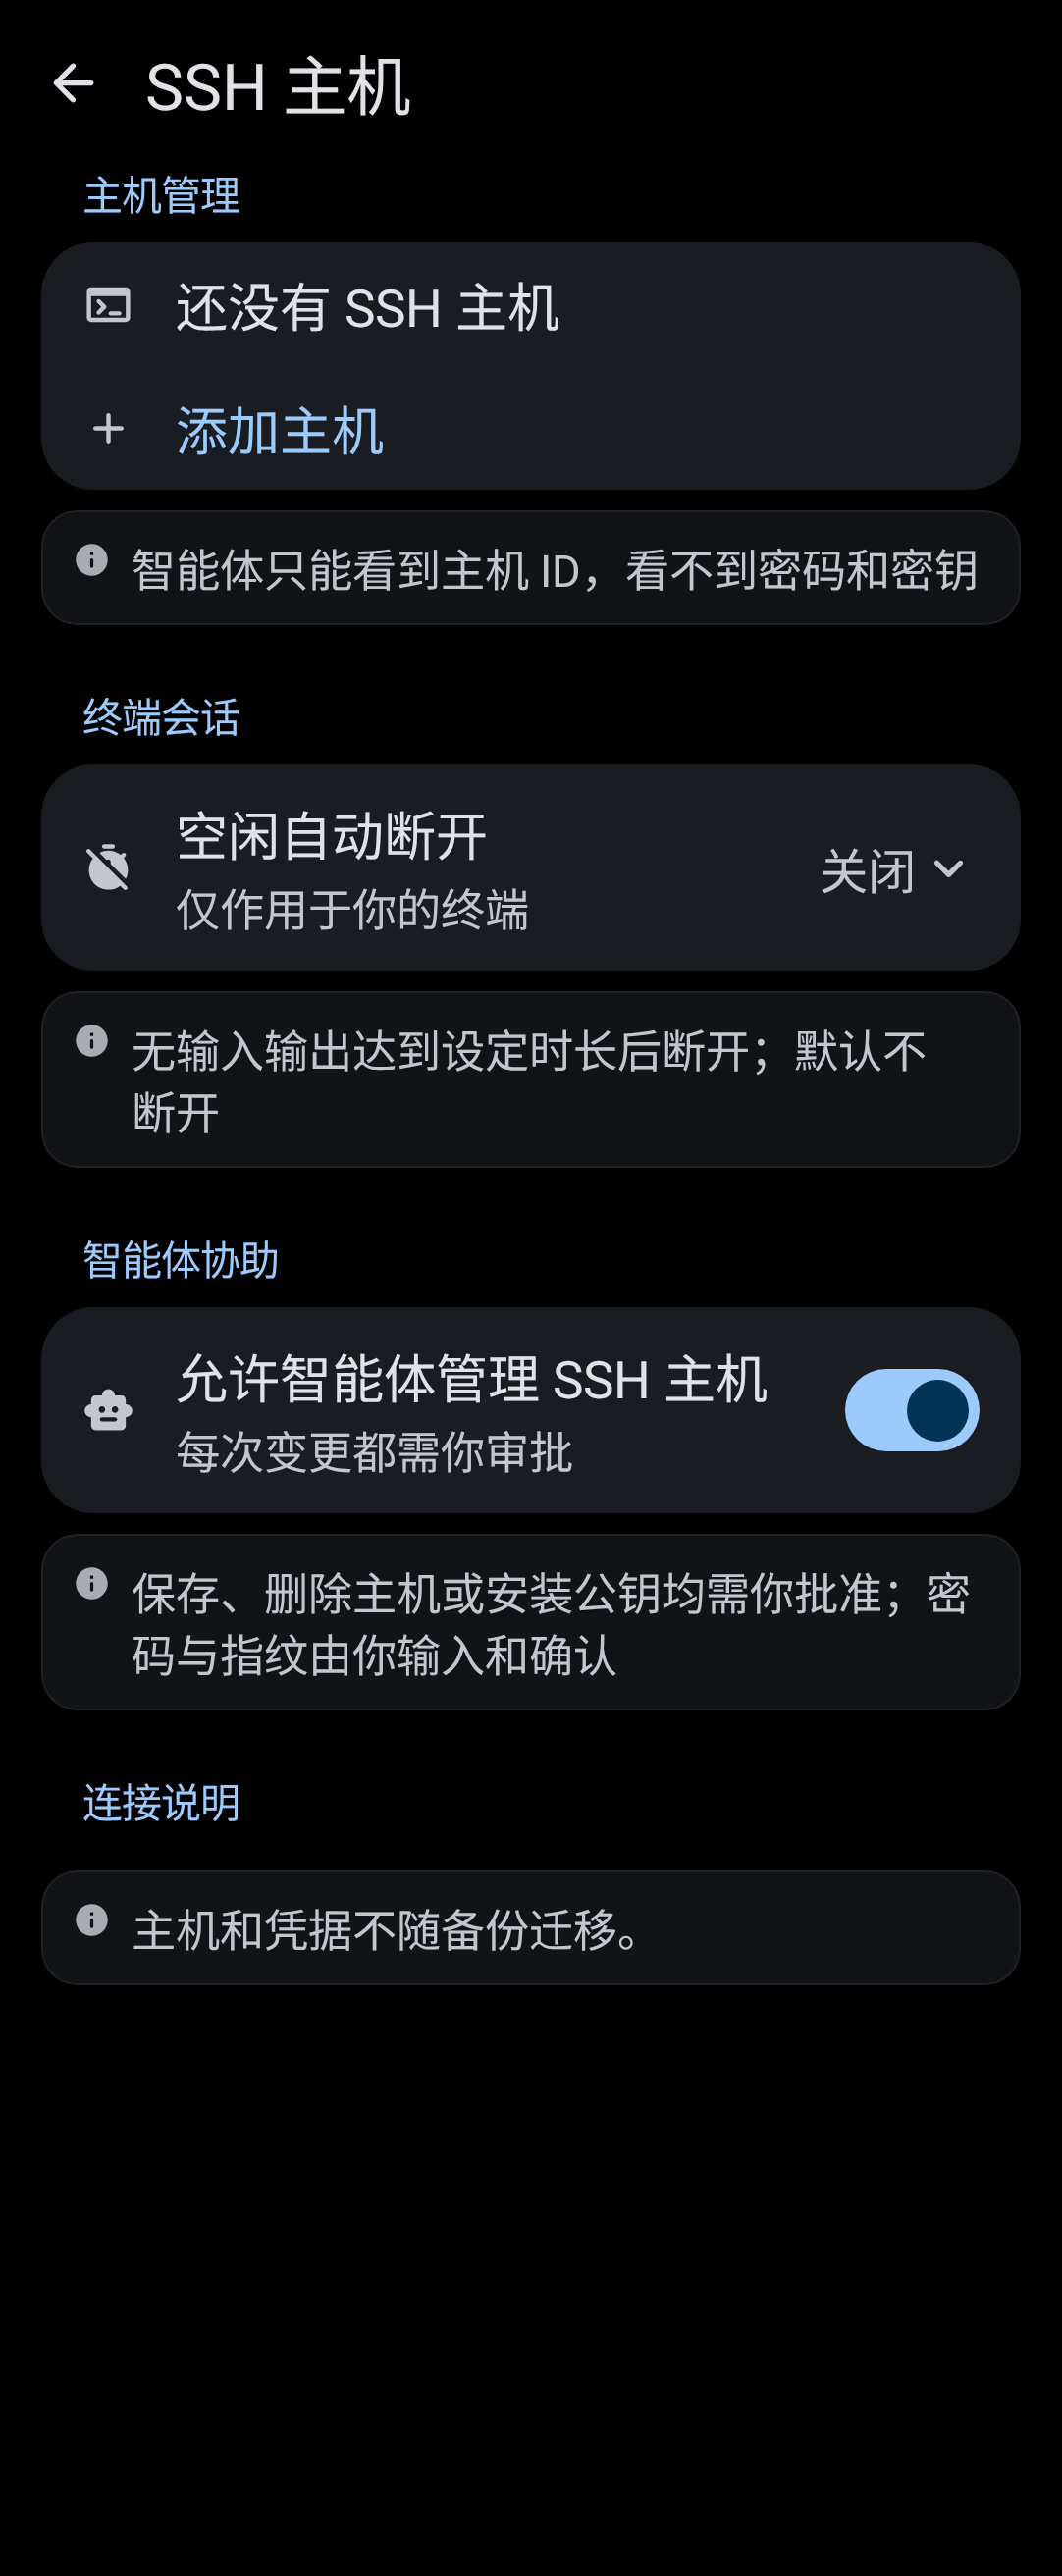 SSH 主机
主机管理
还没有 SSH 主机
添加主机
智能体只能看到主机 ID，看不到密码和密钥
终端会话
空闲自动断开
仅作用于你的终端
关闭
无输入输出达到设定时长后断开；默认不
断开
智能体协助
允许智能体管理 SSH 主机
每次变更都需你审批
保存、删除主机或安装公钥均需你批准；密
码与指纹由你输入和确认
连接说明
主机和凭据不随备份迁移。